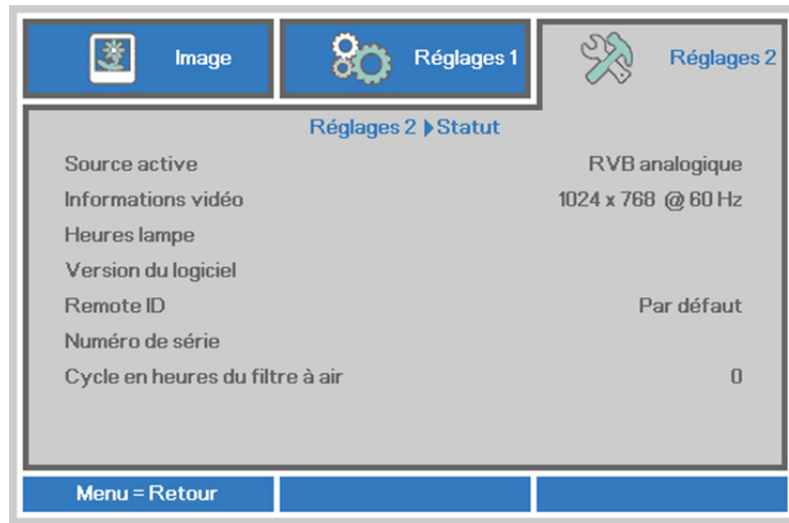 Image
Réglages 1
Réglages 2
Réglages 2 Statut
Source active RVB analogique
Informations vidéo 1024 x 768 @ 60 Hz
Heures lampe
Version du logiciel
Remote ID Par défaut
Numéro de série
Cycle en heures du filtre à air 0
Menu = Retour